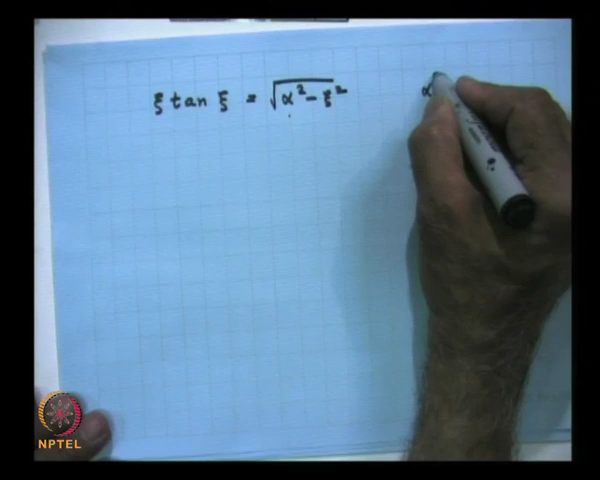 ξ tan ξ = √(α² − ξ²) α
NPTEL